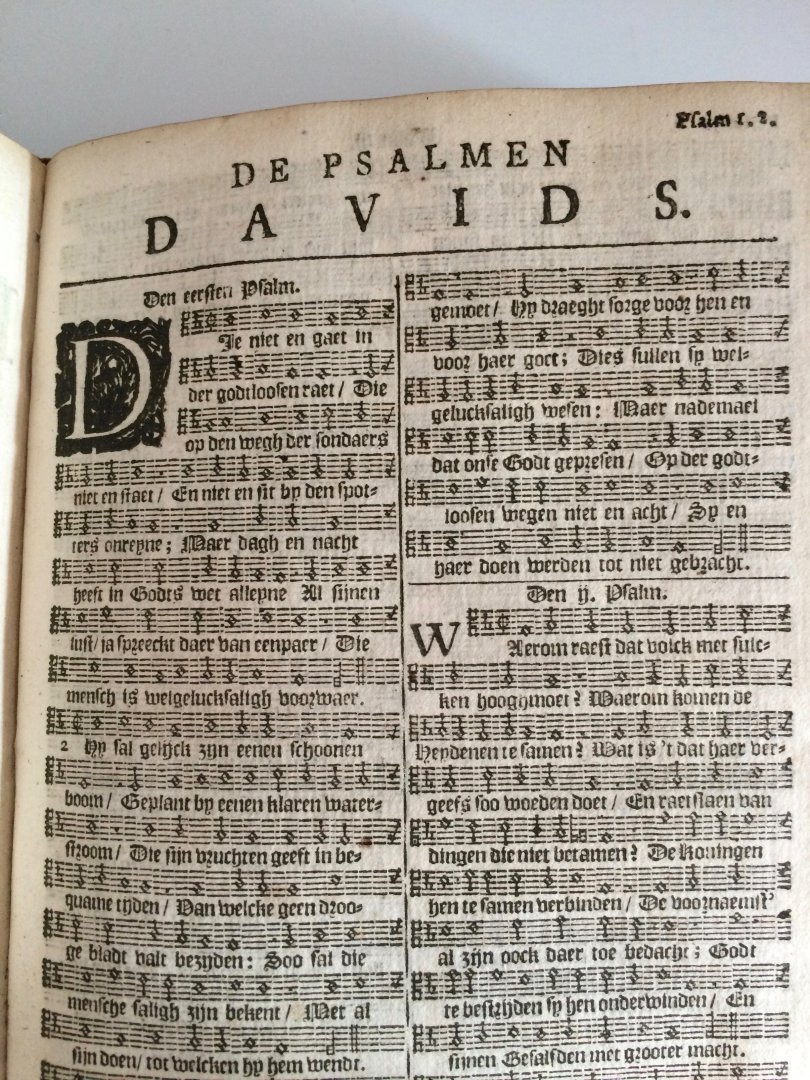 Psalm 1. 2.
DE PSALMEN
DAVIDS.
Den eersten Psalm.
DIe niet en gaet in
der godtloosen raet / Die
op den wegh der sondaers
niet en staet / En niet en sit by den spot-
ters onreyne; Maer dagh en nacht
heeft in Godts wet alleyne Al sijnen
lust / ja spreeckt daer van eenpaer / Die
mensch is welgelucksaligh voorwaer.
2 Hy sal gelijck zijn eenen schoonen
boom / Geplant by eenen klaren water-
stroom / Die sijn vruchten geeft in be-
quame tyden / Van welcke geen droo-
ge bladt valt bezyden: Soo sal die
mensche saligh zijn bekent / Met al
sijn doen / tot welcken hy hem wendt.
gemoet / Hy draeght sorge voor hen en
voor haer goet; Dies sullen sy wel-
gelucksaligh wesen: Maer nademael
dat onse Godt gepresen / Op der godt-
loosen wegen niet en acht / Sy en
haer doen werden tot niet gebracht.
Den ij. Psalm.
WAerom raest dat volck met sulc-
ken hooghmoet? Waerom komen de
Heydenen te samen? Wat is 't dat haer ver-
geefs soo woeden doet / En raetslaen van
dingen die niet betamen? De Koningen
hen te samen verbinden / De voornaemst'
al zijn oock daer toe bedacht; Godt
te bestrijden sy hen onderwinden / En
sijnen Gesalfden met grooter macht.